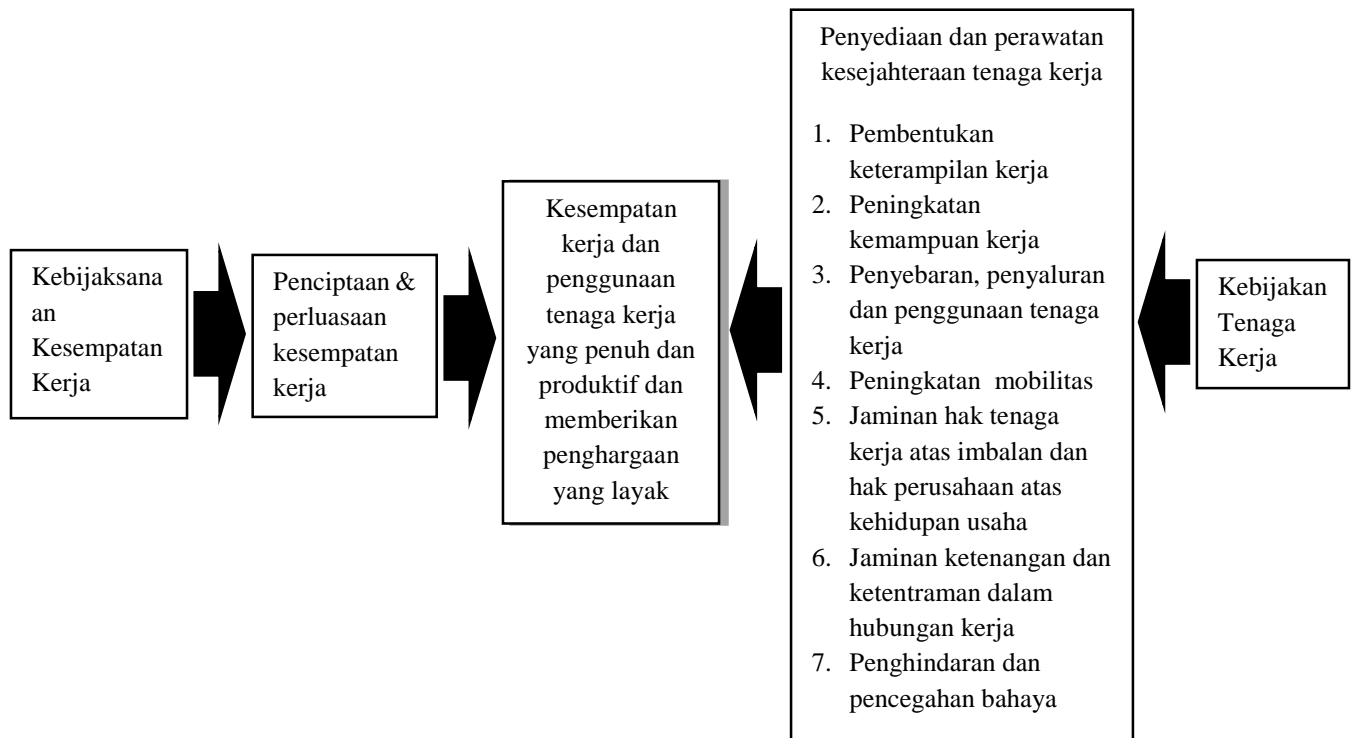 Kebijaksana
an
Kesempatan
Kerja
Penciptaan &
perluasaan
kesempatan
kerja
Kesempatan
kerja dan
penggunaan
tenaga kerja
yang penuh dan
produktif dan
memberikan
penghargaan
yang layak
Penyediaan dan perawatan
kesejahteraan tenaga kerja
1. Pembentukan
keterampilan kerja
2. Peningkatan
kemampuan kerja
3. Penyebaran, penyaluran
dan penggunaan tenaga
kerja
4. Peningkatan mobilitas
5. Jaminan hak tenaga
kerja atas imbalan dan
hak perusahaan atas
kehidupan usaha
6. Jaminan ketenangan dan
ketentraman dalam
hubungan kerja
7. Penghindaran dan
pencegahan bahaya
Kebijakan
Tenaga
Kerja